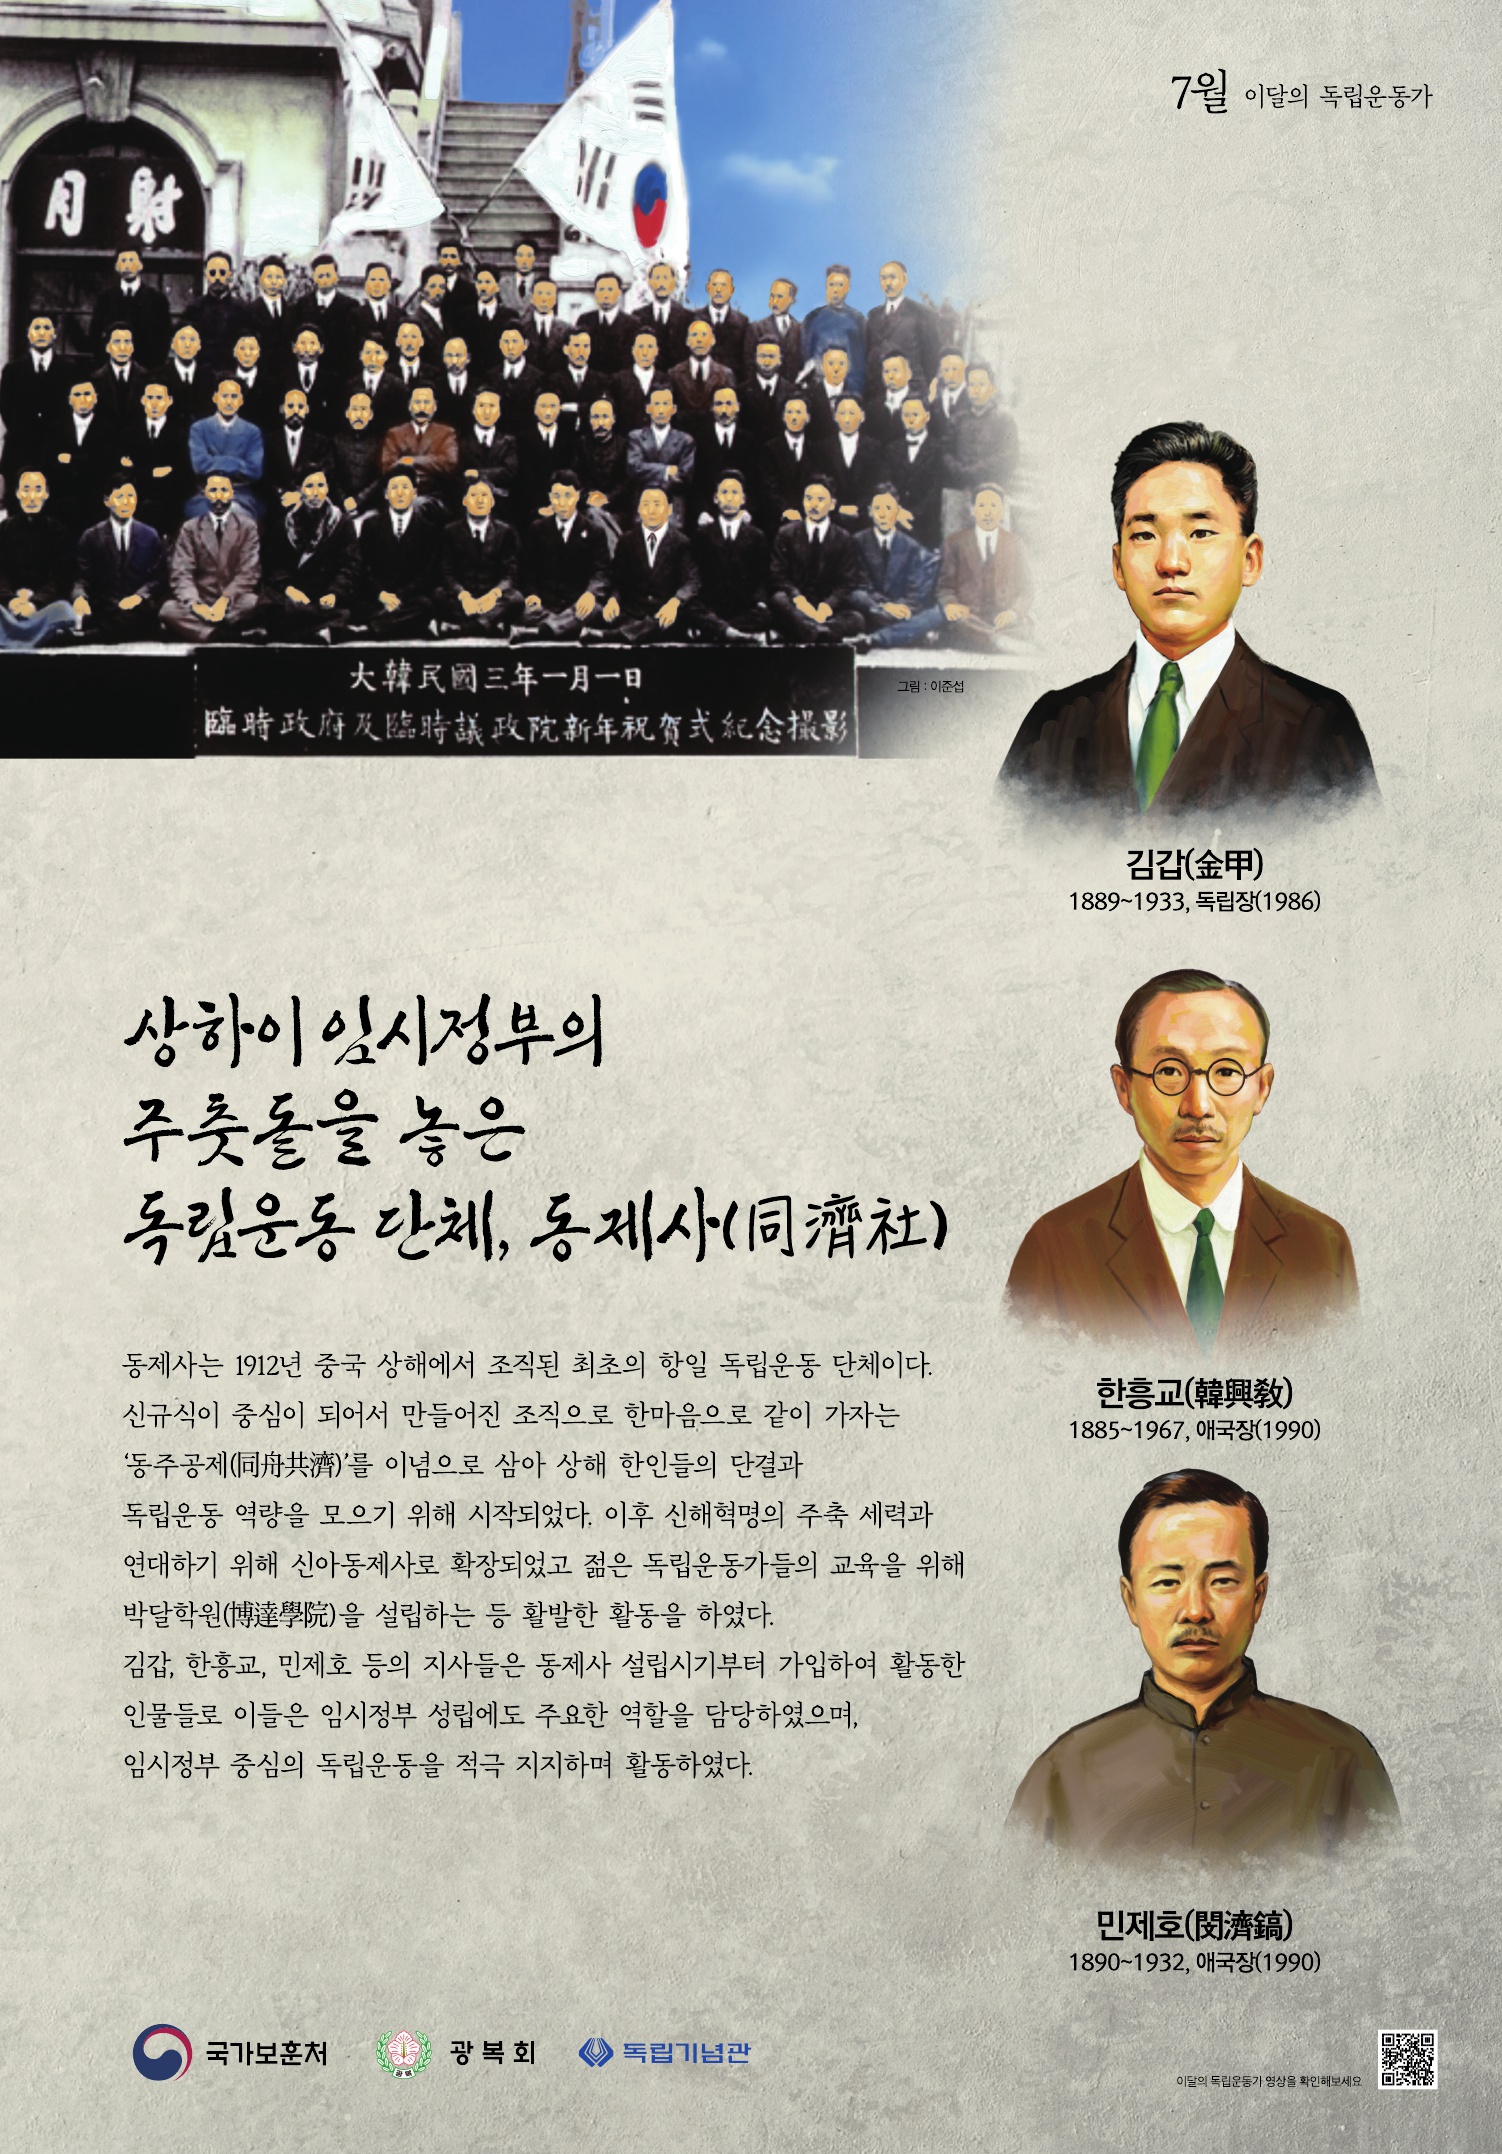 7월 이달의 독립운동가
月 射
大韓民國三年一月一日
臨時政府及臨時議政院新年祝賀式紀念撮影
그림 : 이준섭
김갑(金甲)
1889~1933, 독립장(1986)
상하이 임시정부의
주춧돌을 놓은
독립운동 단체, 동제사(同濟社)
한흥교(韓興敎)
1885~1967, 애국장(1990)
동제사는 1912년 중국 상해에서 조직된 최초의 항일 독립운동 단체이다.
신규식이 중심이 되어서 만들어진 조직으로 한마음으로 같이 가자는
‘동주공제(同舟共濟)’를 이념으로 삼아 상해 한인들의 단결과
독립운동 역량을 모으기 위해 시작되었다. 이후 신해혁명의 주축 세력과
연대하기 위해 신아동제사로 확장되었고 젊은 독립운동가들의 교육을 위해
박달학원(博達學院)을 설립하는 등 활발한 활동을 하였다.
김갑, 한흥교, 민제호 등의 지사들은 동제사 설립시기부터 가입하여 활동한
인물들로 이들은 임시정부 성립에도 주요한 역할을 담당하였으며,
임시정부 중심의 독립운동을 적극 지지하며 활동하였다.
민제호(閔濟鎬)
1890~1932, 애국장(1990)
국가보훈처
광복회
독립기념관
이달의 독립운동가 영상을 확인해보세요